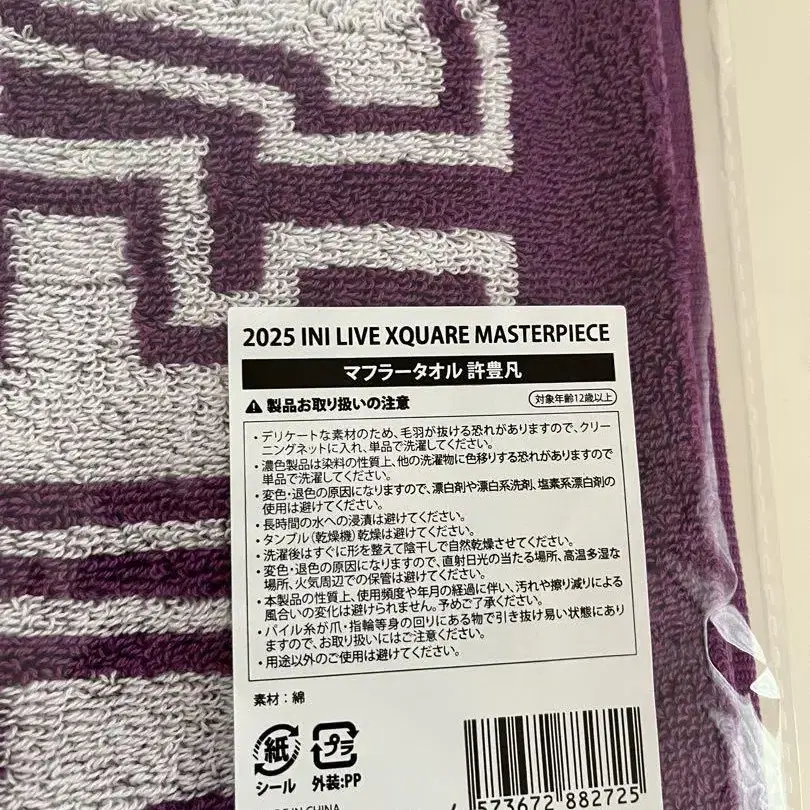 2025 INI LIVE XQUARE MASTERPIECE
マフラータオル 許豊凡
製品お取り扱いの注意
対象年齢12歳以上
・デリケートな素材のため、毛羽が抜ける恐れがありますので、クリー
ニングネットに入れ、単品で洗濯してください。
・濃色製品は染料の性質上、他の洗濯物に色移りする恐れがありますので
単品で洗濯してください。
・変色・退色の原因になりますので、漂白剤や漂白系洗剤、塩素系漂白剤の
使用は避けてください。
・長時間の水への浸漬は避けてください。
・タンブル(乾燥機)乾燥は避けてください。
・洗濯後はすぐに形を整えて陰干しで自然乾燥させてください。
・変色・退色の原因になりますので、直射日光の当たる場所、高温多湿な
場所、火気周辺での保管は避けてください。
・本製品の性質上、使用頻度や年月の経過に伴い、汚れや擦り減りによる
風合いの変化は避けられません。予めご了承ください。
・パイル糸が爪・指輪等身の回りにある物で引き抜け易い状態にあり
ますので、お取り扱いにはご注意ください。
・用途以外のご使用は避けてください。
素材：綿
紙
シール
プラ
外装:PP
IN CHINA
4 573672 882725